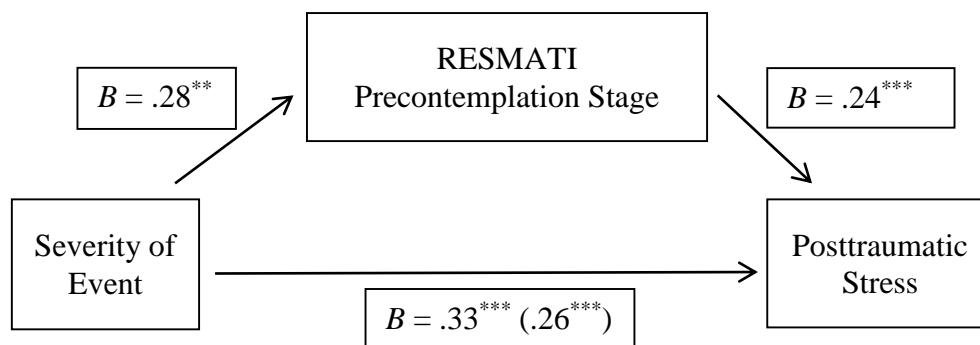 RESMATI
Precontemplation Stage
B = .28**
B = .24***
Severity of
Event
Posttraumatic
Stress
B = .33*** (.26***)